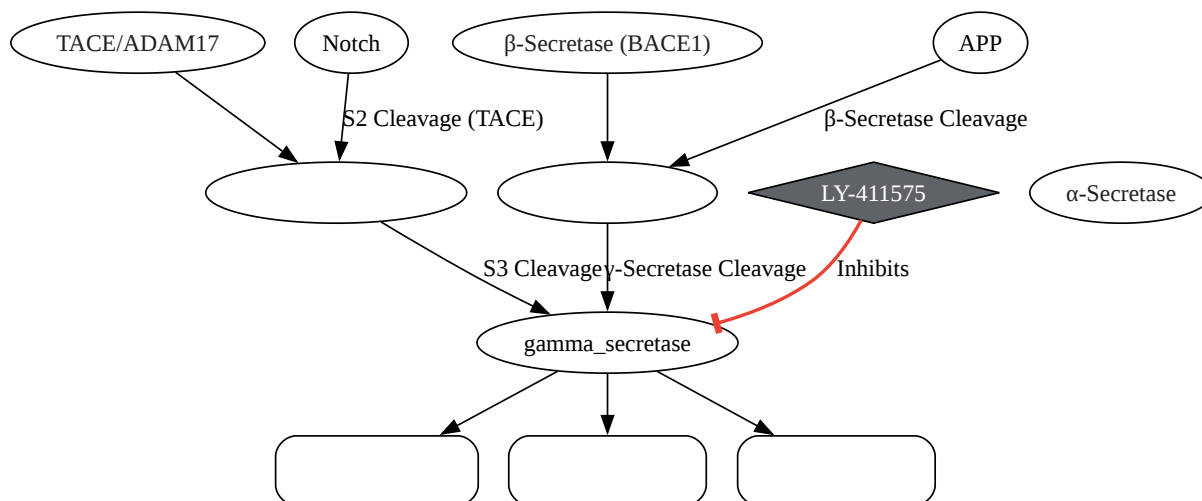 TACE/ADAM17
Notch
β-Secretase (BACE1)
APP
S2 Cleavage (TACE)
β-Secretase Cleavage
LY-411575
α-Secretase
S3 Cleavage
γ-Secretase Cleavage
Inhibits
gamma_secretase